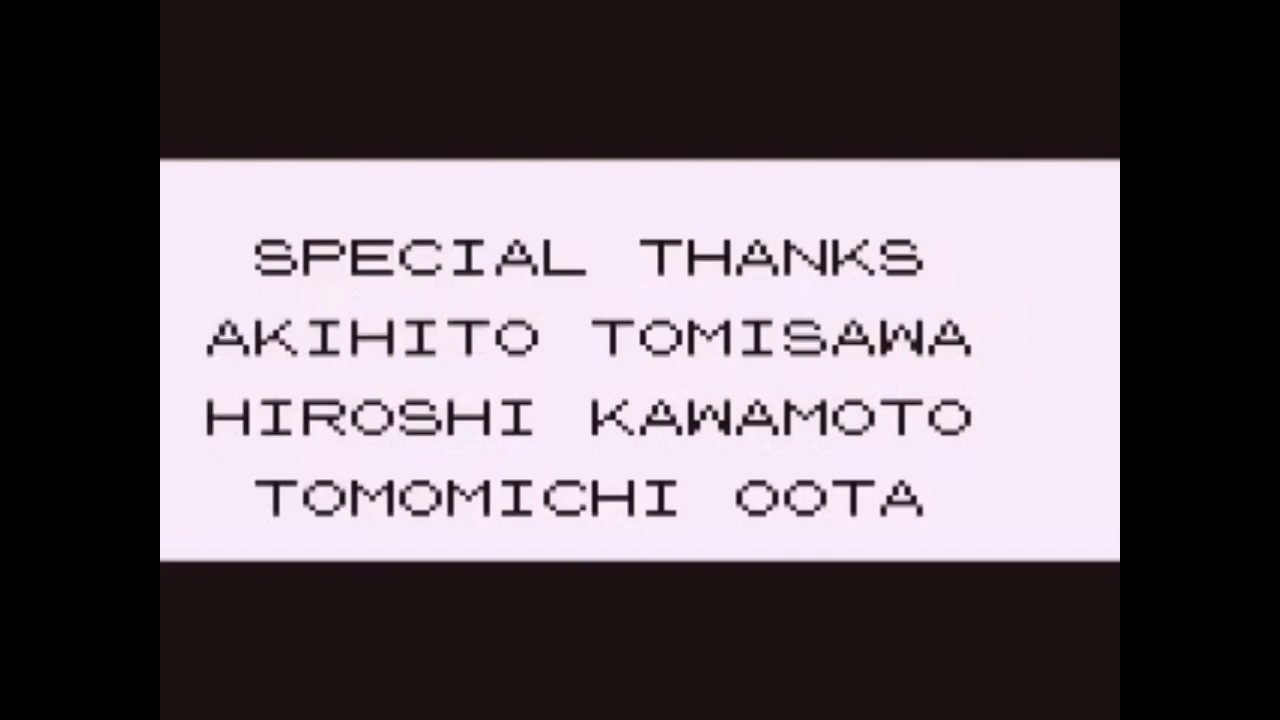 SPECIAL THANKS
AKIHITO TOMISAWA
HIROSHI KAWAMOTO
TOMOMICHI OOTA